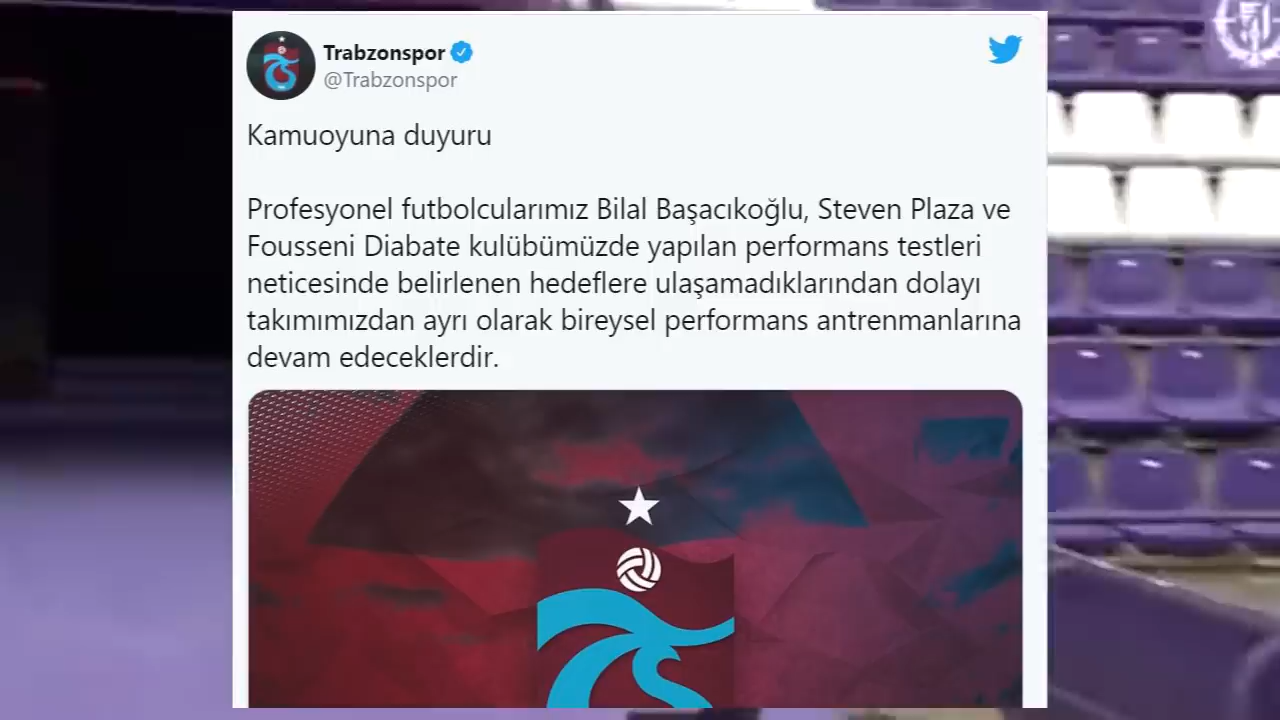 Trabzonspor
@Trabzonspor
Kamuoyuna duyuru
Profesyonel futbolcularımız Bilal Başacıkoğlu, Steven Plaza ve
Fousseni Diabate kulübümüzde yapılan performans testleri
neticesinde belirlenen hedeflere ulaşamadıklarından dolayı
takımımızdan ayrı olarak bireysel performans antrenmanlarına
devam edeceklerdir.